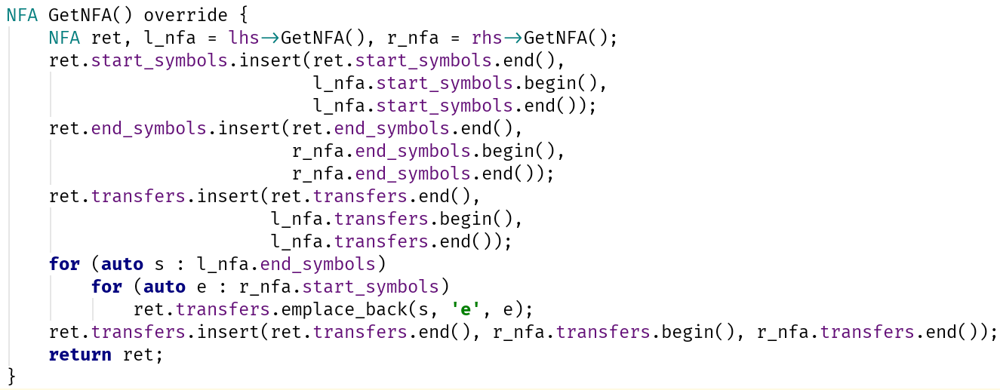 NFA GetNFA() override {
    NFA ret, l_nfa = lhs->GetNFA(), r_nfa = rhs->GetNFA();
    ret.start_symbols.insert(ret.start_symbols.end(),
                             l_nfa.start_symbols.begin(),
                             l_nfa.start_symbols.end());
    ret.end_symbols.insert(ret.end_symbols.end(),
                           r_nfa.end_symbols.begin(),
                           r_nfa.end_symbols.end());
    ret.transfers.insert(ret.transfers.end(),
                         l_nfa.transfers.begin(),
                         l_nfa.transfers.end());
    for (auto s : l_nfa.end_symbols)
        for (auto e : r_nfa.start_symbols)
            ret.transfers.emplace_back(s, 'e', e);
    ret.transfers.insert(ret.transfers.end(), r_nfa.transfers.begin(), r_nfa.transfers.end());
    return ret;
}